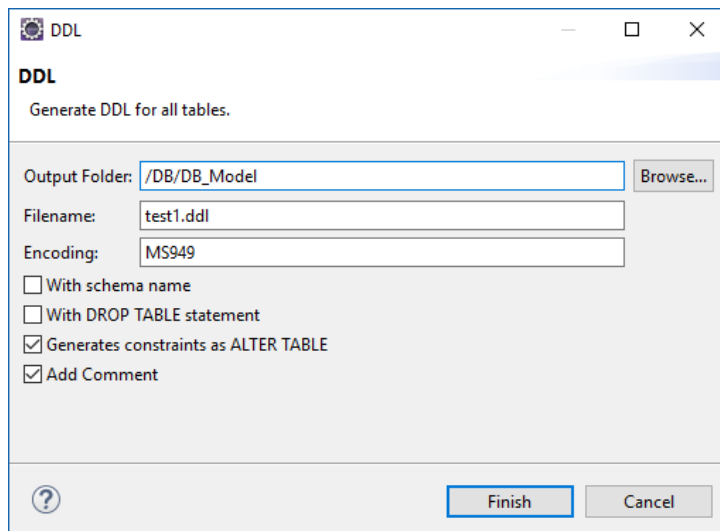 DDL
DDL
Generate DDL for all tables.
Output Folder: /DB/DB_Model Browse...
Filename: test1.ddl
Encoding: MS949
With schema name
With DROP TABLE statement
Generates constraints as ALTER TABLE
Add Comment
? Finish Cancel